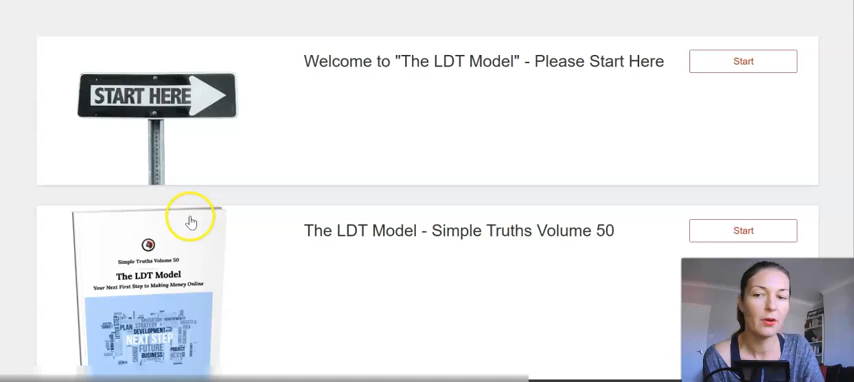 Welcome to "The LDT Model" - Please Start Here
Start
START HERE
The LDT Model - Simple Truths Volume 50
Start
Simple Truths Volume 50
The LDT Model
Your Next First Step to Making Money Online
PLAN
STRATEGY
DEVELOPMENT
NEXT STEP
FUTURE
BUSINESS